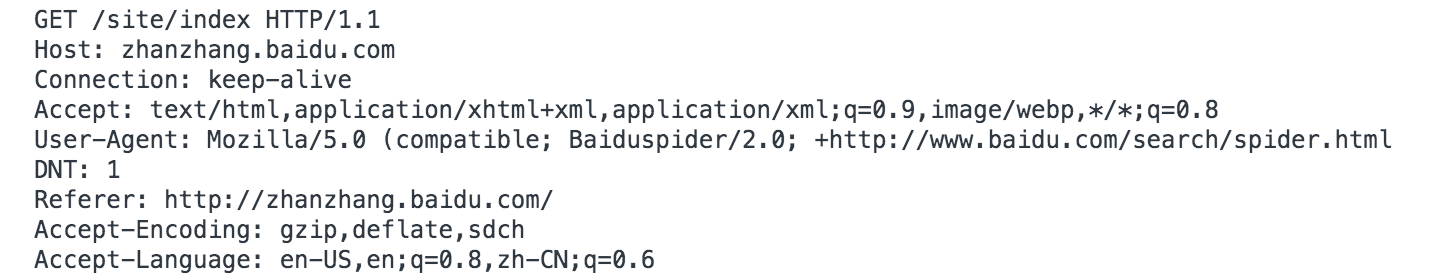 GET /site/index HTTP/1.1
Host: zhanzhang.baidu.com
Connection: keep-alive
Accept: text/html,application/xhtml+xml,application/xml;q=0.9,image/webp,*/*;q=0.8
User-Agent: Mozilla/5.0 (compatible; Baiduspider/2.0; +http://www.baidu.com/search/spider.html
DNT: 1
Referer: http://zhanzhang.baidu.com/
Accept-Encoding: gzip,deflate,sdch
Accept-Language: en-US,en;q=0.8,zh-CN;q=0.6